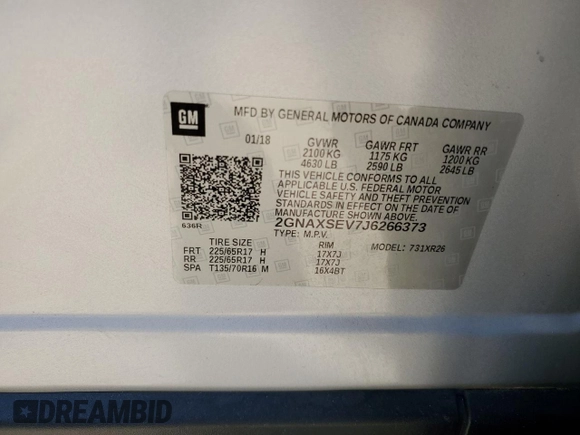 GM
MFD BY GENERAL MOTORS OF CANADA COMPANY
01/18 GVWR GAWR FRT GAWR RR
2100 KG 1175 KG 1200 KG
4630 LB 2590 LB 2645 LB
THIS VEHICLE CONFORMS TO ALL
APPLICABLE U.S. FEDERAL MOTOR
VEHICLE SAFETY AND THEFT PREVENTION
STANDARDS IN EFFECT ON THE DATE OF
MANUFACTURE SHOWN ABOVE.
2GNAXSEV7J6266373
636R
TYPE: M.P.V. MODEL: 731XR26
TIRE SIZE RIM
FRT 225/65R17 H 17X7J
RR 225/65R17 H 17X7J
SPA T135/70R16 M 16X4BT
DREAMBID